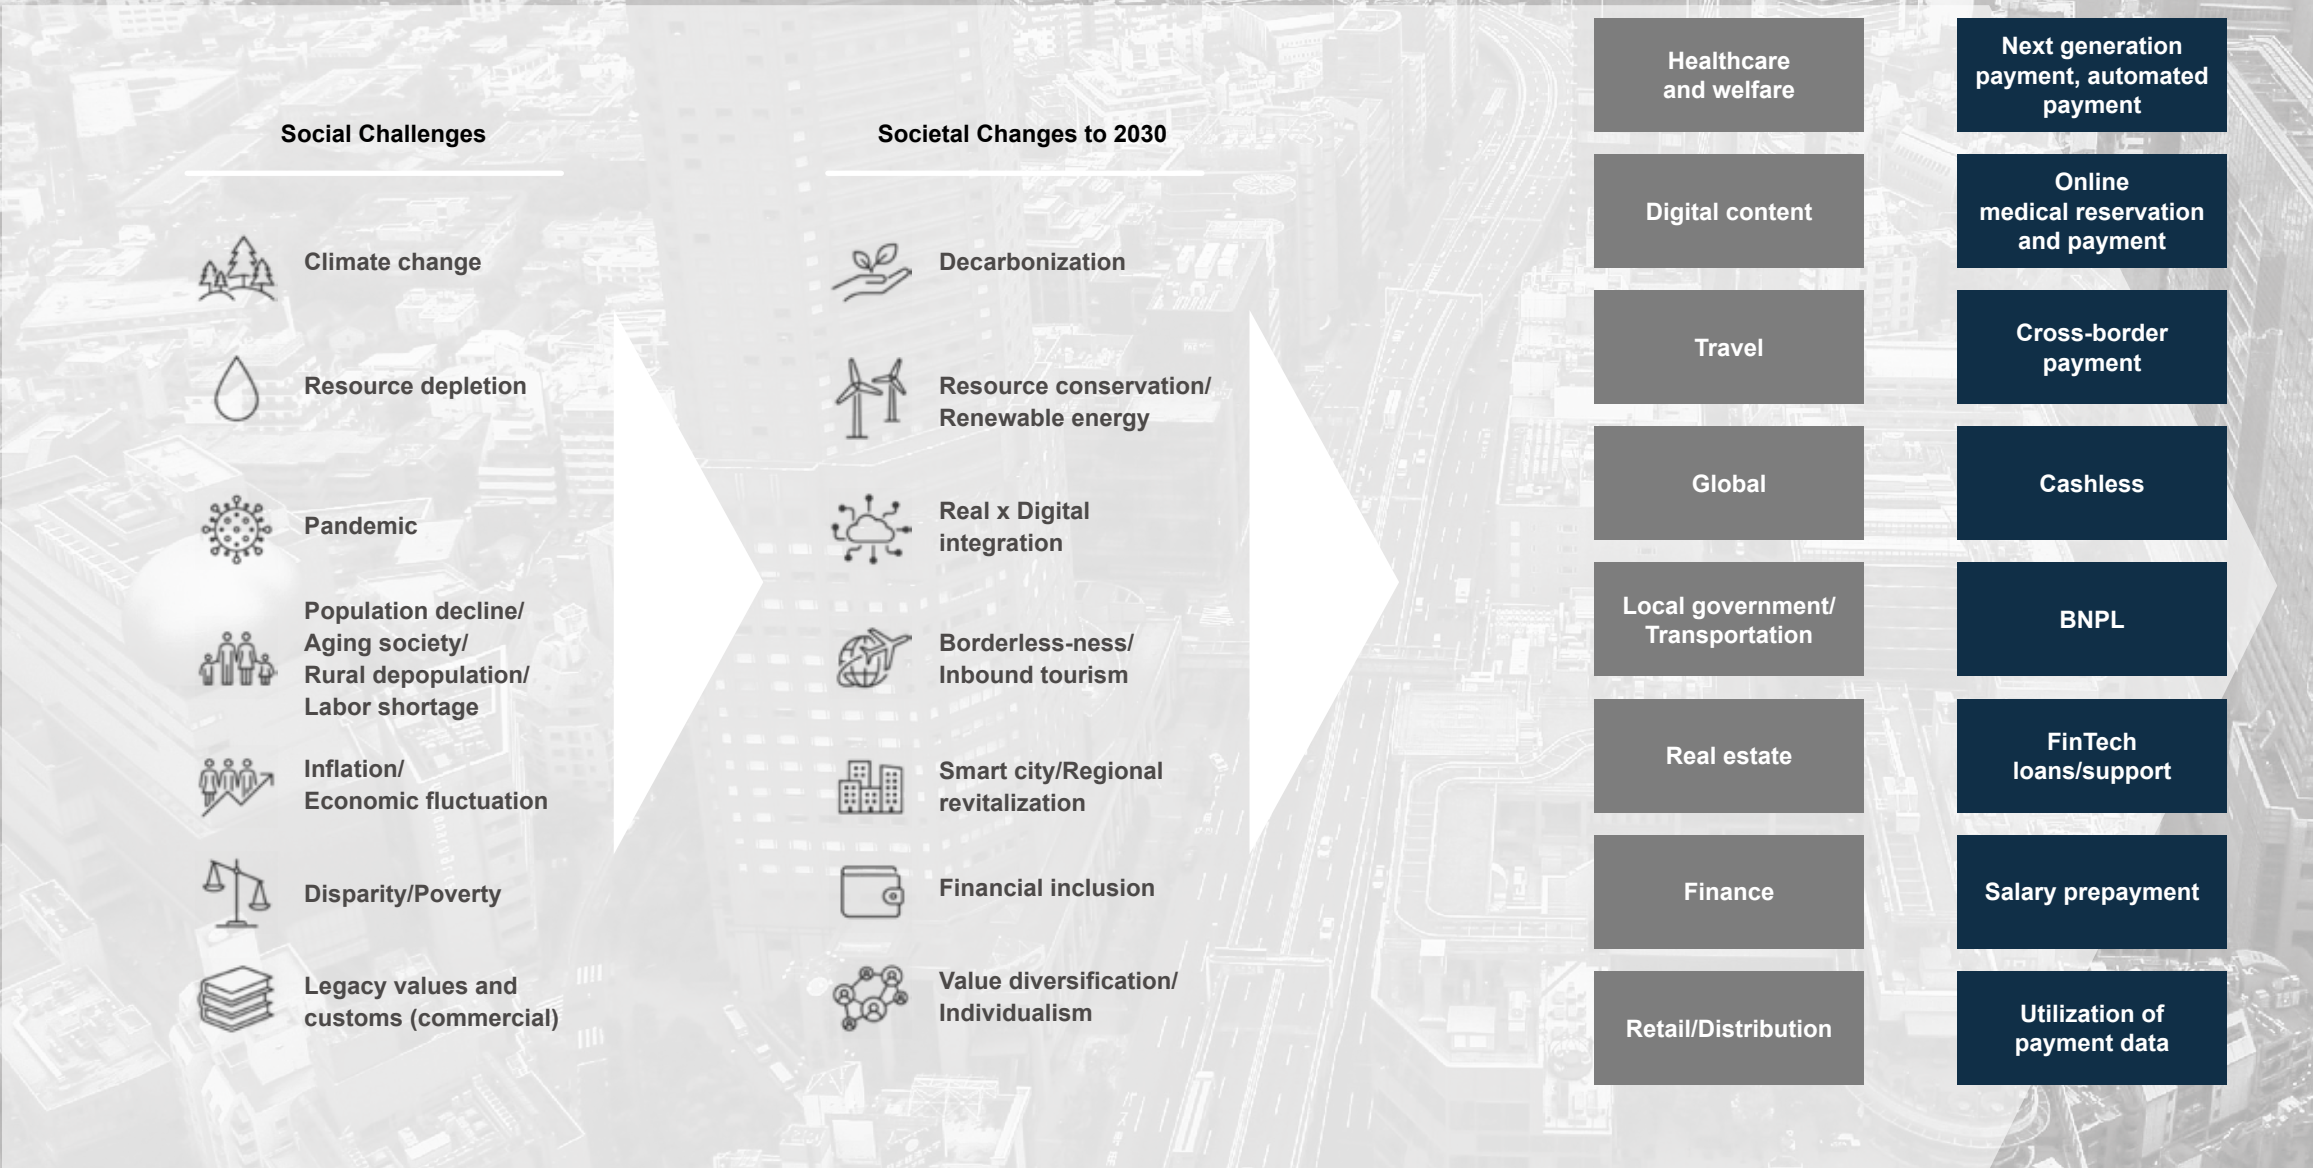 Social Challenges
Climate change
Resource depletion
Pandemic
Population decline/
Aging society/
Rural depopulation/
Labor shortage
Inflation/
Economic fluctuation
Disparity/Poverty
Legacy values and
customs (commercial)
Societal Changes to 2030
Decarbonization
Resource conservation/
Renewable energy
Real x Digital
integration
Borderless-ness/
Inbound tourism
Smart city/Regional
revitalization
Financial inclusion
Value diversification/
Individualism
Healthcare
and welfare
Digital content
Travel
Global
Local government/
Transportation
Real estate
Finance
Retail/Distribution
Next generation
payment, automated
payment
Online
medical reservation
and payment
Cross-border
payment
Cashless
BNPL
FinTech
loans/support
Salary prepayment
Utilization of
payment data